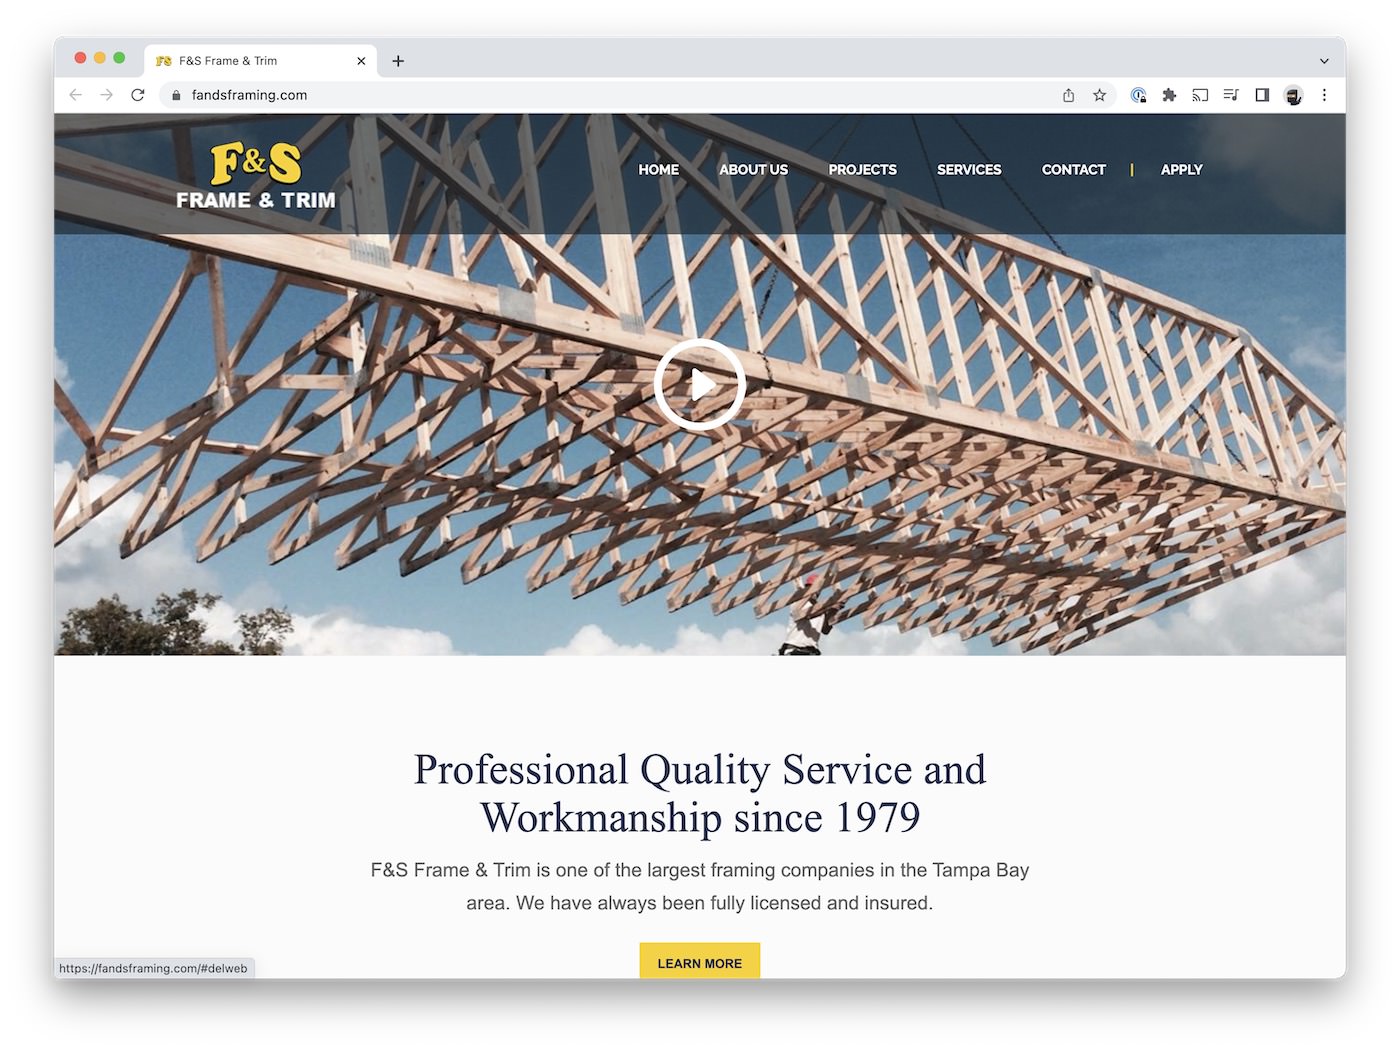 F&S Frame & Trim
fandsframing.com
F&S
FRAME & TRIM
HOME ABOUT US PROJECTS SERVICES CONTACT | APPLY
Professional Quality Service and
Workmanship since 1979
F&S Frame & Trim is one of the largest framing companies in the Tampa Bay
area. We have always been fully licensed and insured.
LEARN MORE
https://fandsframing.com/#delweb